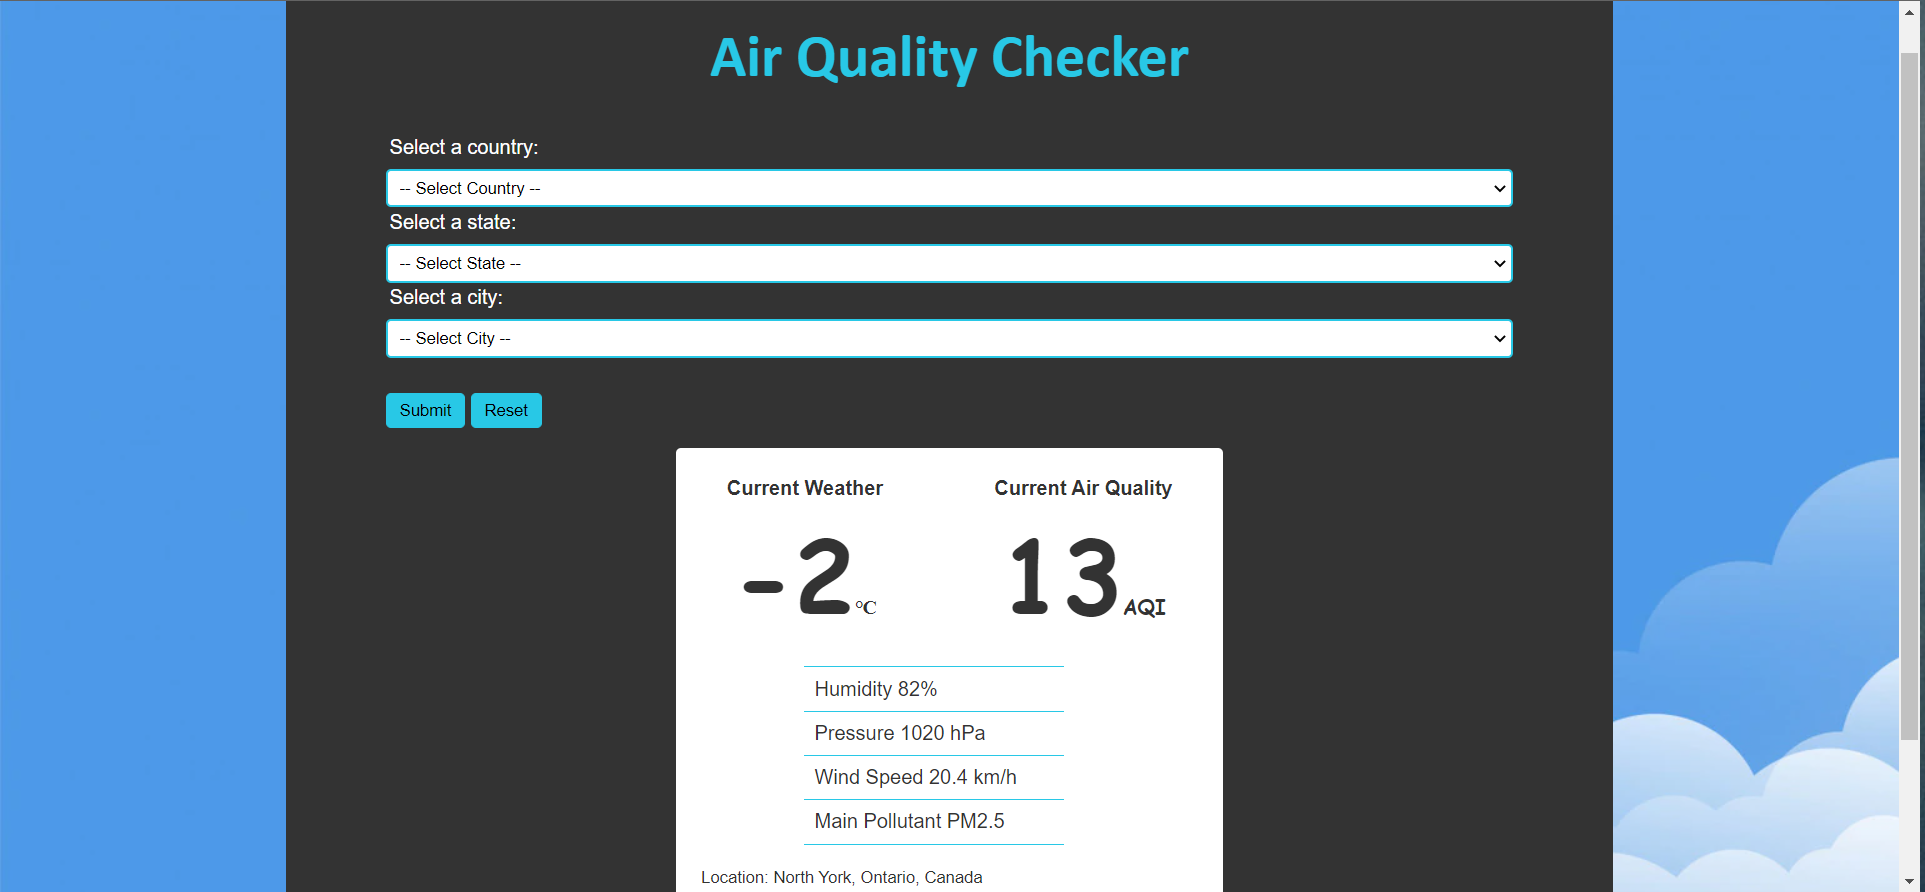 Air Quality Checker
Select a country:
-- Select Country --
Select a state:
-- Select State --
Select a city:
-- Select City --
Submit Reset
Current Weather Current Air Quality
-2 °C 13 AQI
Humidity 82%
Pressure 1020 hPa
Wind Speed 20.4 km/h
Main Pollutant PM2.5
Location: North York, Ontario, Canada